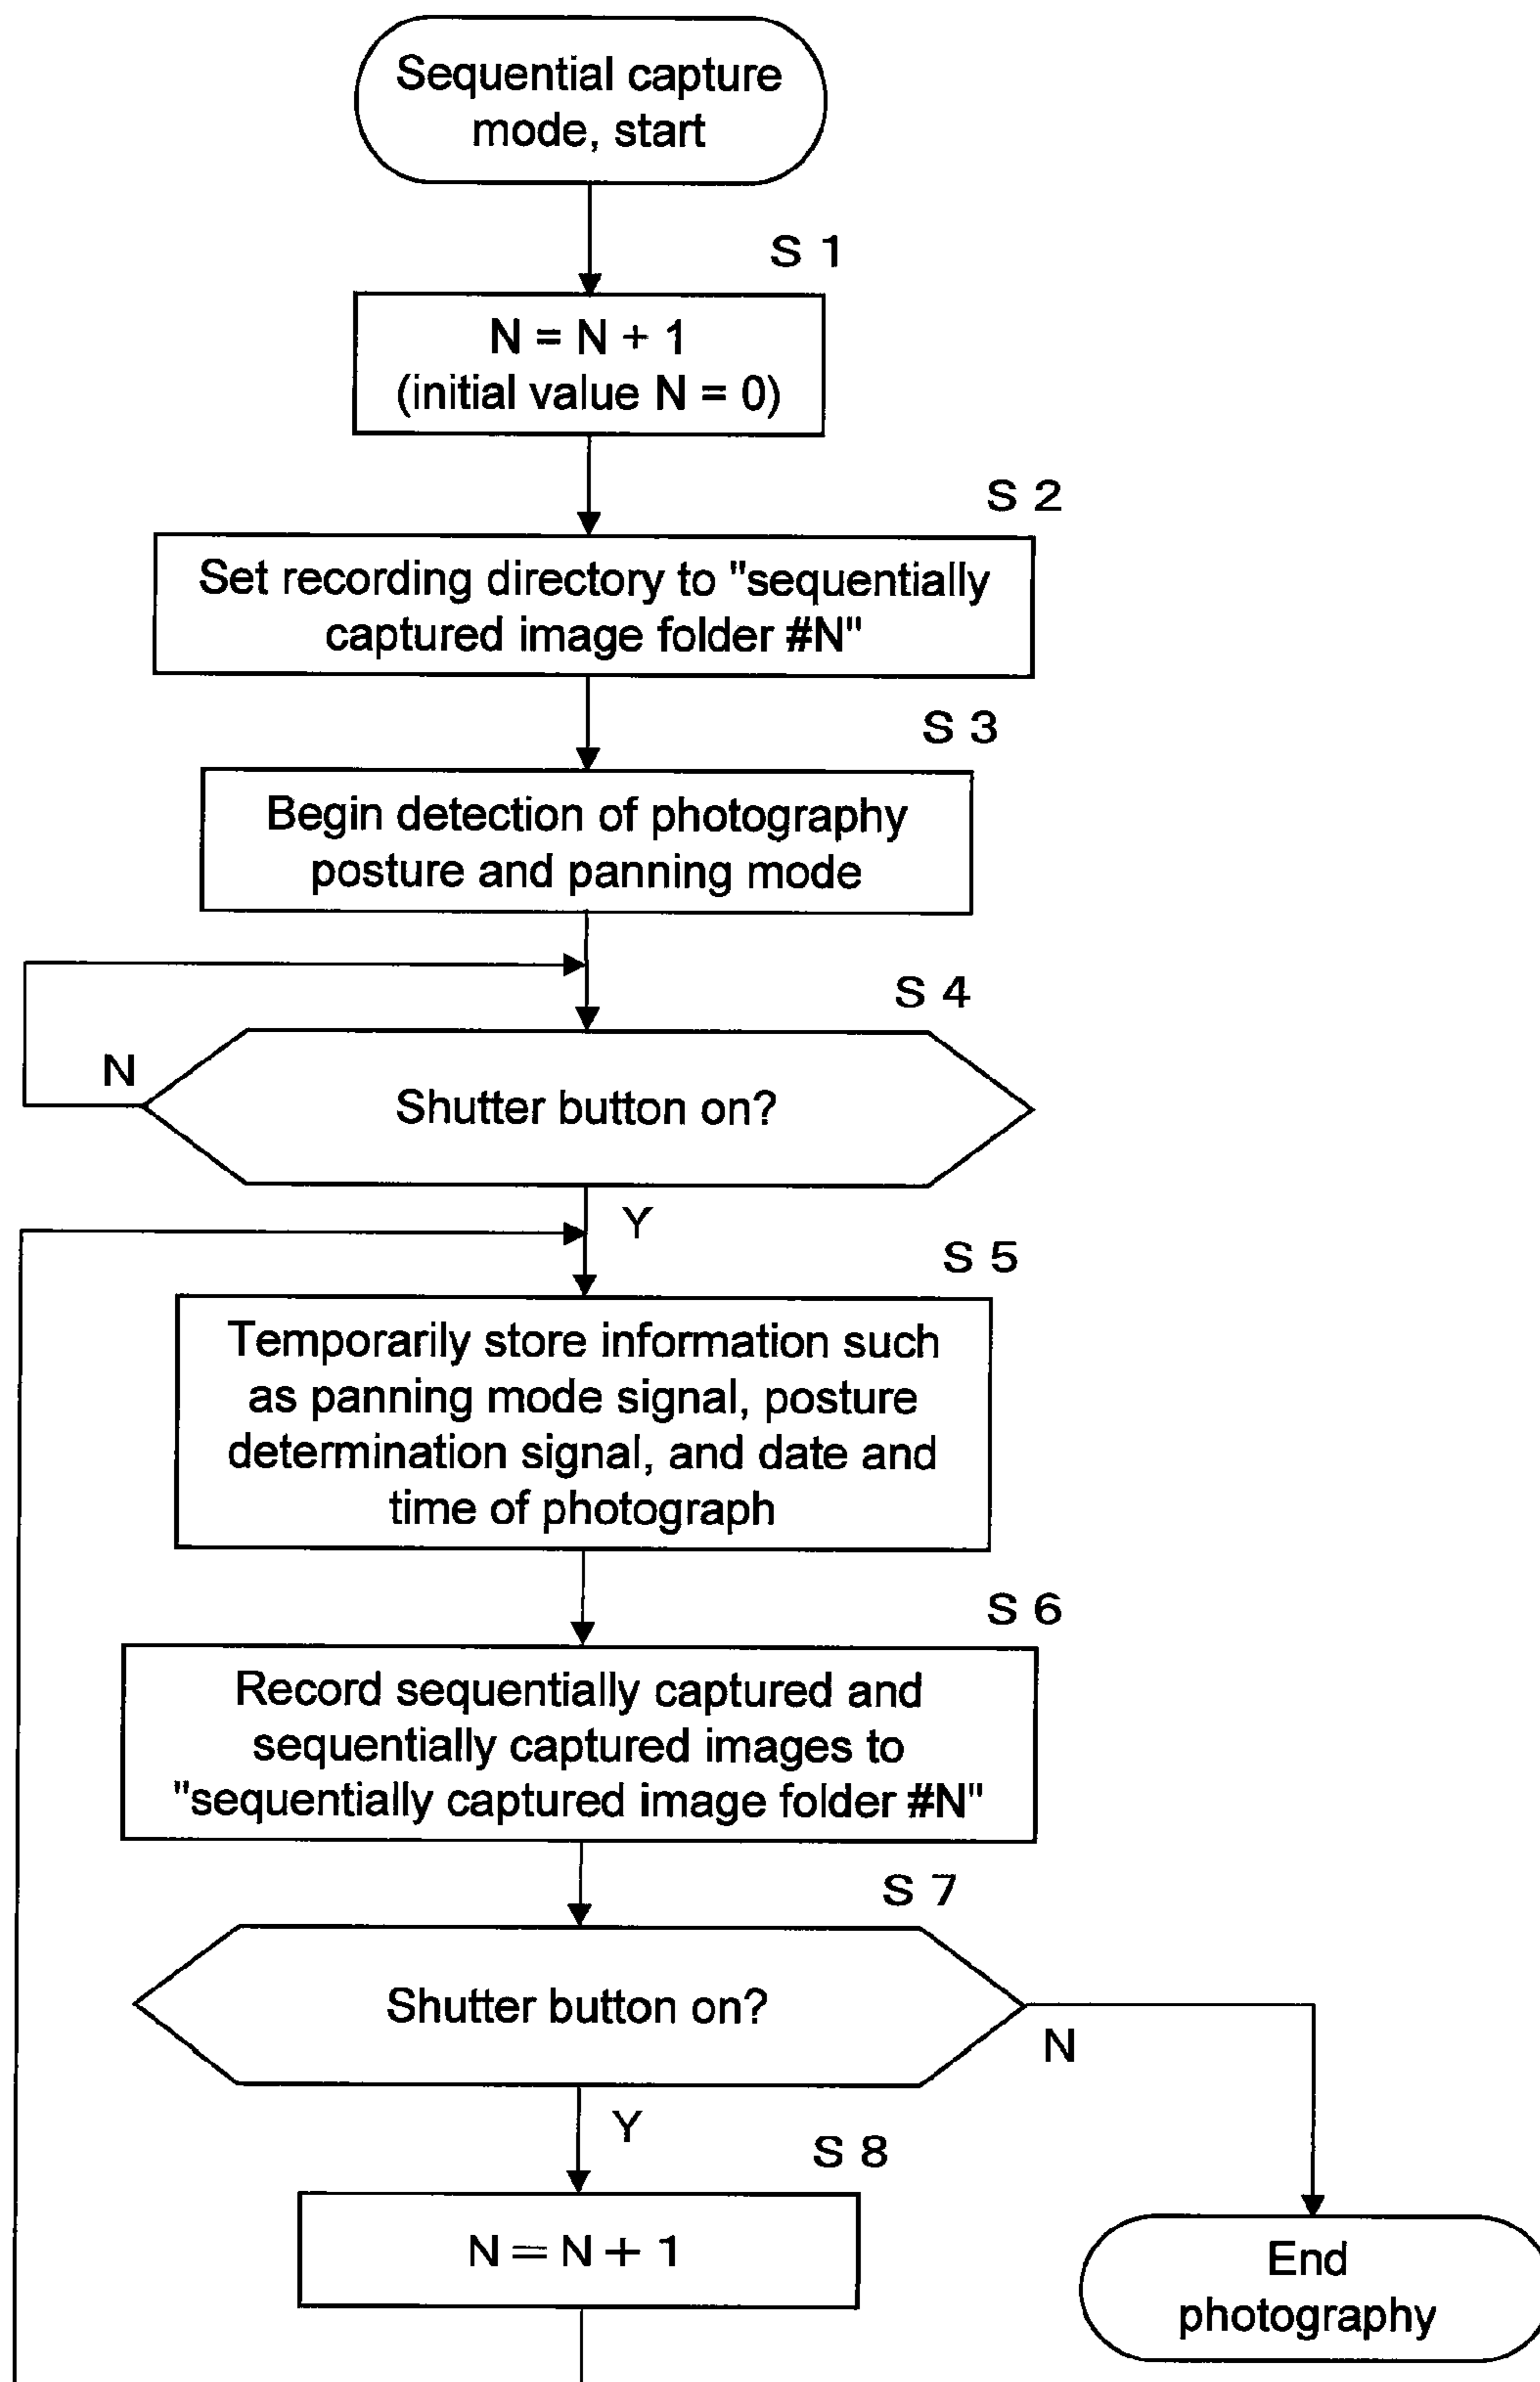 Sequential capture
mode, start
S 1
N = N + 1
(initial value N = 0)
S 2
Set recording directory to "sequentially
captured image folder #N"
S 3
Begin detection of photography
posture and panning mode
S 4
N
Shutter button on?
Y
S 5
Temporarily store information such
as panning mode signal, posture
determination signal, and date and
time of photograph
S 6
Record sequentially captured and
sequentially captured images to
"sequentially captured image folder #N"
S 7
Shutter button on?
N
Y
S 8
N = N + 1
End
photography